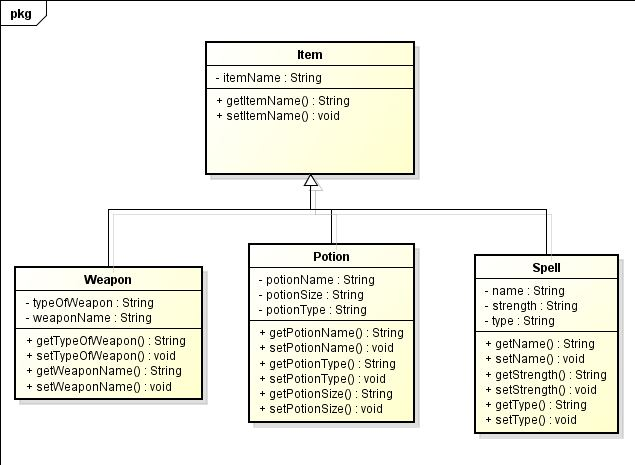 pkg
Item
- itemName : String
+ getItemName() : String
+ setItemName() : void
Weapon
- typeOfWeapon : String
- weaponName : String
+ getTypeOfWeapon() : String
+ setTypeOfWeapon() : void
+ getWeaponName() : String
+ setWeaponName() : void
Potion
- potionName : String
- potionSize : String
- potionType : String
+ getPotionName() : String
+ setPotionName() : void
+ getPotionType() : String
+ setPotionType() : void
+ getPotionSize() : String
+ setPotionSize() : void
Spell
- name : String
- strength : String
- type : String
+ getName() : String
+ setName() : void
+ getStrength() : String
+ setStrength() : void
+ getType() : String
+ setType() : void